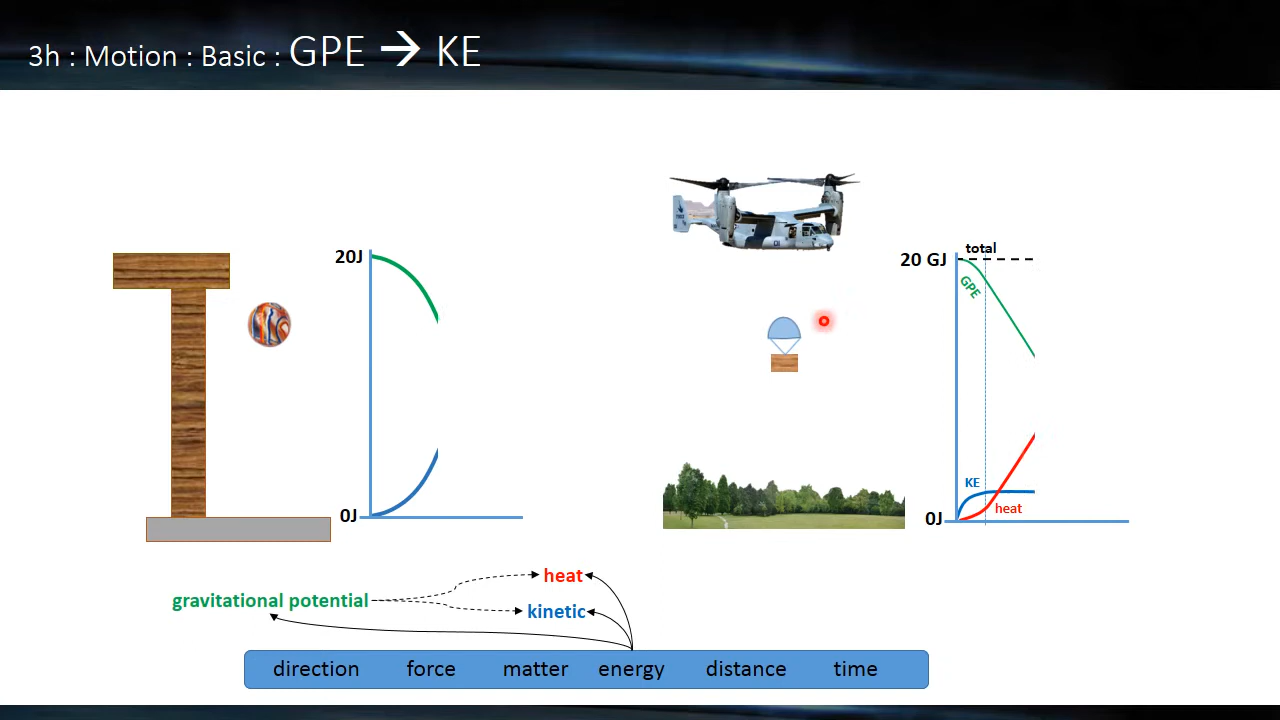 3h : Motion : Basic : GPE → KE
20J
0J
total
20 GJ
GPE
KE
heat
0J
heat
gravitational potential
kinetic
direction force matter energy distance time